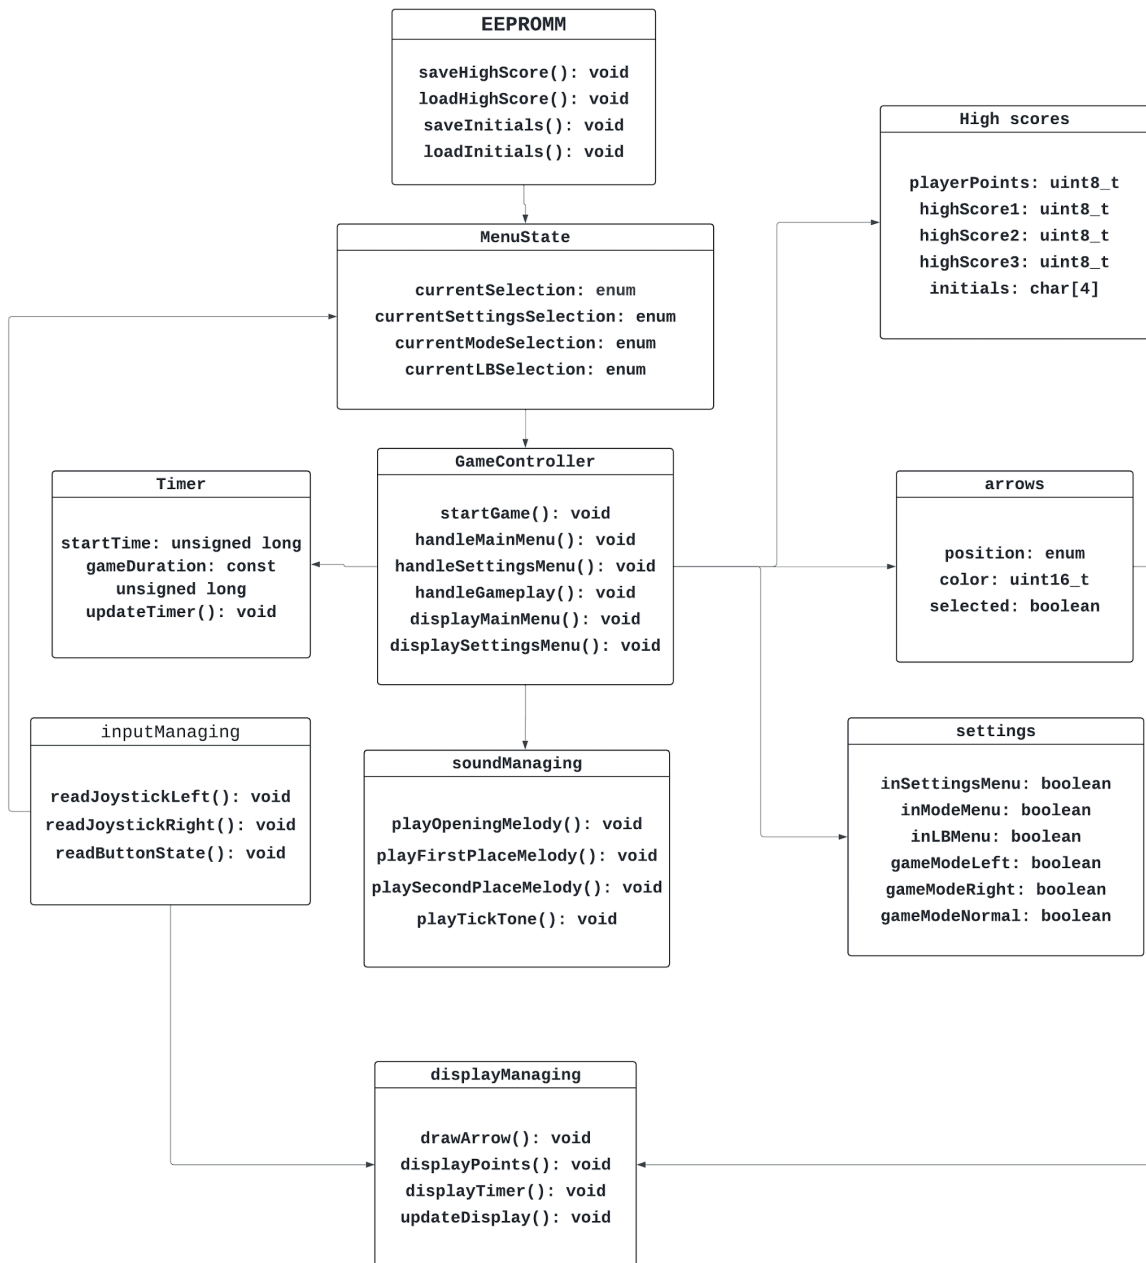 EEPROMM
saveHighScore(): void
loadHighScore(): void
saveInitials(): void
loadInitials(): void
High scores
playerPoints: uint8_t
highScore1: uint8_t
highScore2: uint8_t
highScore3: uint8_t
initials: char[4]
MenuState
currentSelection: enum
currentSettingsSelection: enum
currentModeSelection: enum
currentLBSelection: enum
GameController
startGame(): void
handleMainMenu(): void
handleSettingsMenu(): void
handleGameplay(): void
displayMainMenu(): void
displaySettingsMenu(): void
Timer
startTime: unsigned long
gameDuration: const
unsigned long
updateTimer(): void
arrows
position: enum
color: uint16_t
selected: boolean
inputManaging
readJoystickLeft(): void
readJoystickRight(): void
readButtonState(): void
soundManaging
playOpeningMelody(): void
playFirstPlaceMelody(): void
playSecondPlaceMelody(): void
playTickTone(): void
settings
inSettingsMenu: boolean
inModeMenu: boolean
inLBMenu: boolean
gameModeLeft: boolean
gameModeRight: boolean
gameModeNormal: boolean
displayManaging
drawArrow(): void
displayPoints(): void
displayTimer(): void
updateDisplay(): void